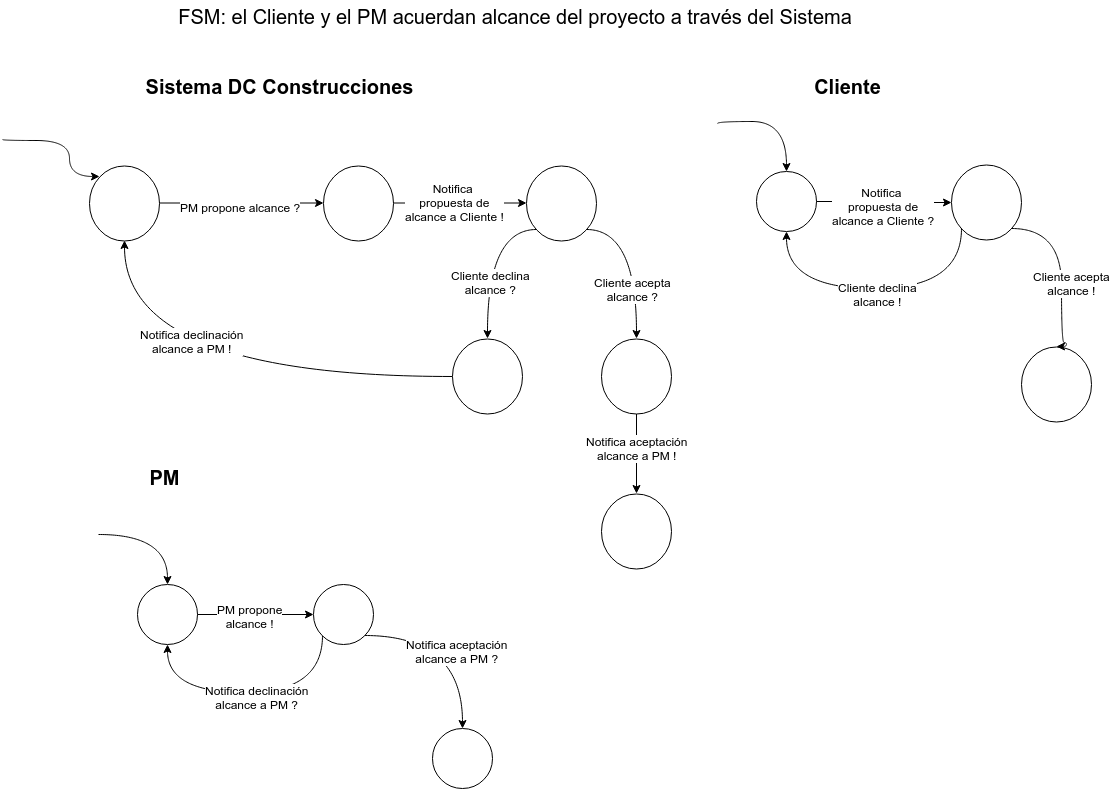 FSM: el Cliente y el PM acuerdan alcance del proyecto a través del Sistema
Sistema DC Construcciones
Cliente
PM propone alcance ?
Notifica
propuesta de
alcance a Cliente !
Cliente declina
alcance ?
Cliente acepta
alcance ?
Notifica declinación
alcance a PM !
Notifica aceptación
alcance a PM !
Notifica
propuesta de
alcance a Cliente ?
Cliente declina
alcance !
Cliente acepta
alcance !
PM
PM propone
alcance !
Notifica aceptación
alcance a PM ?
Notifica declinación
alcance a PM ?